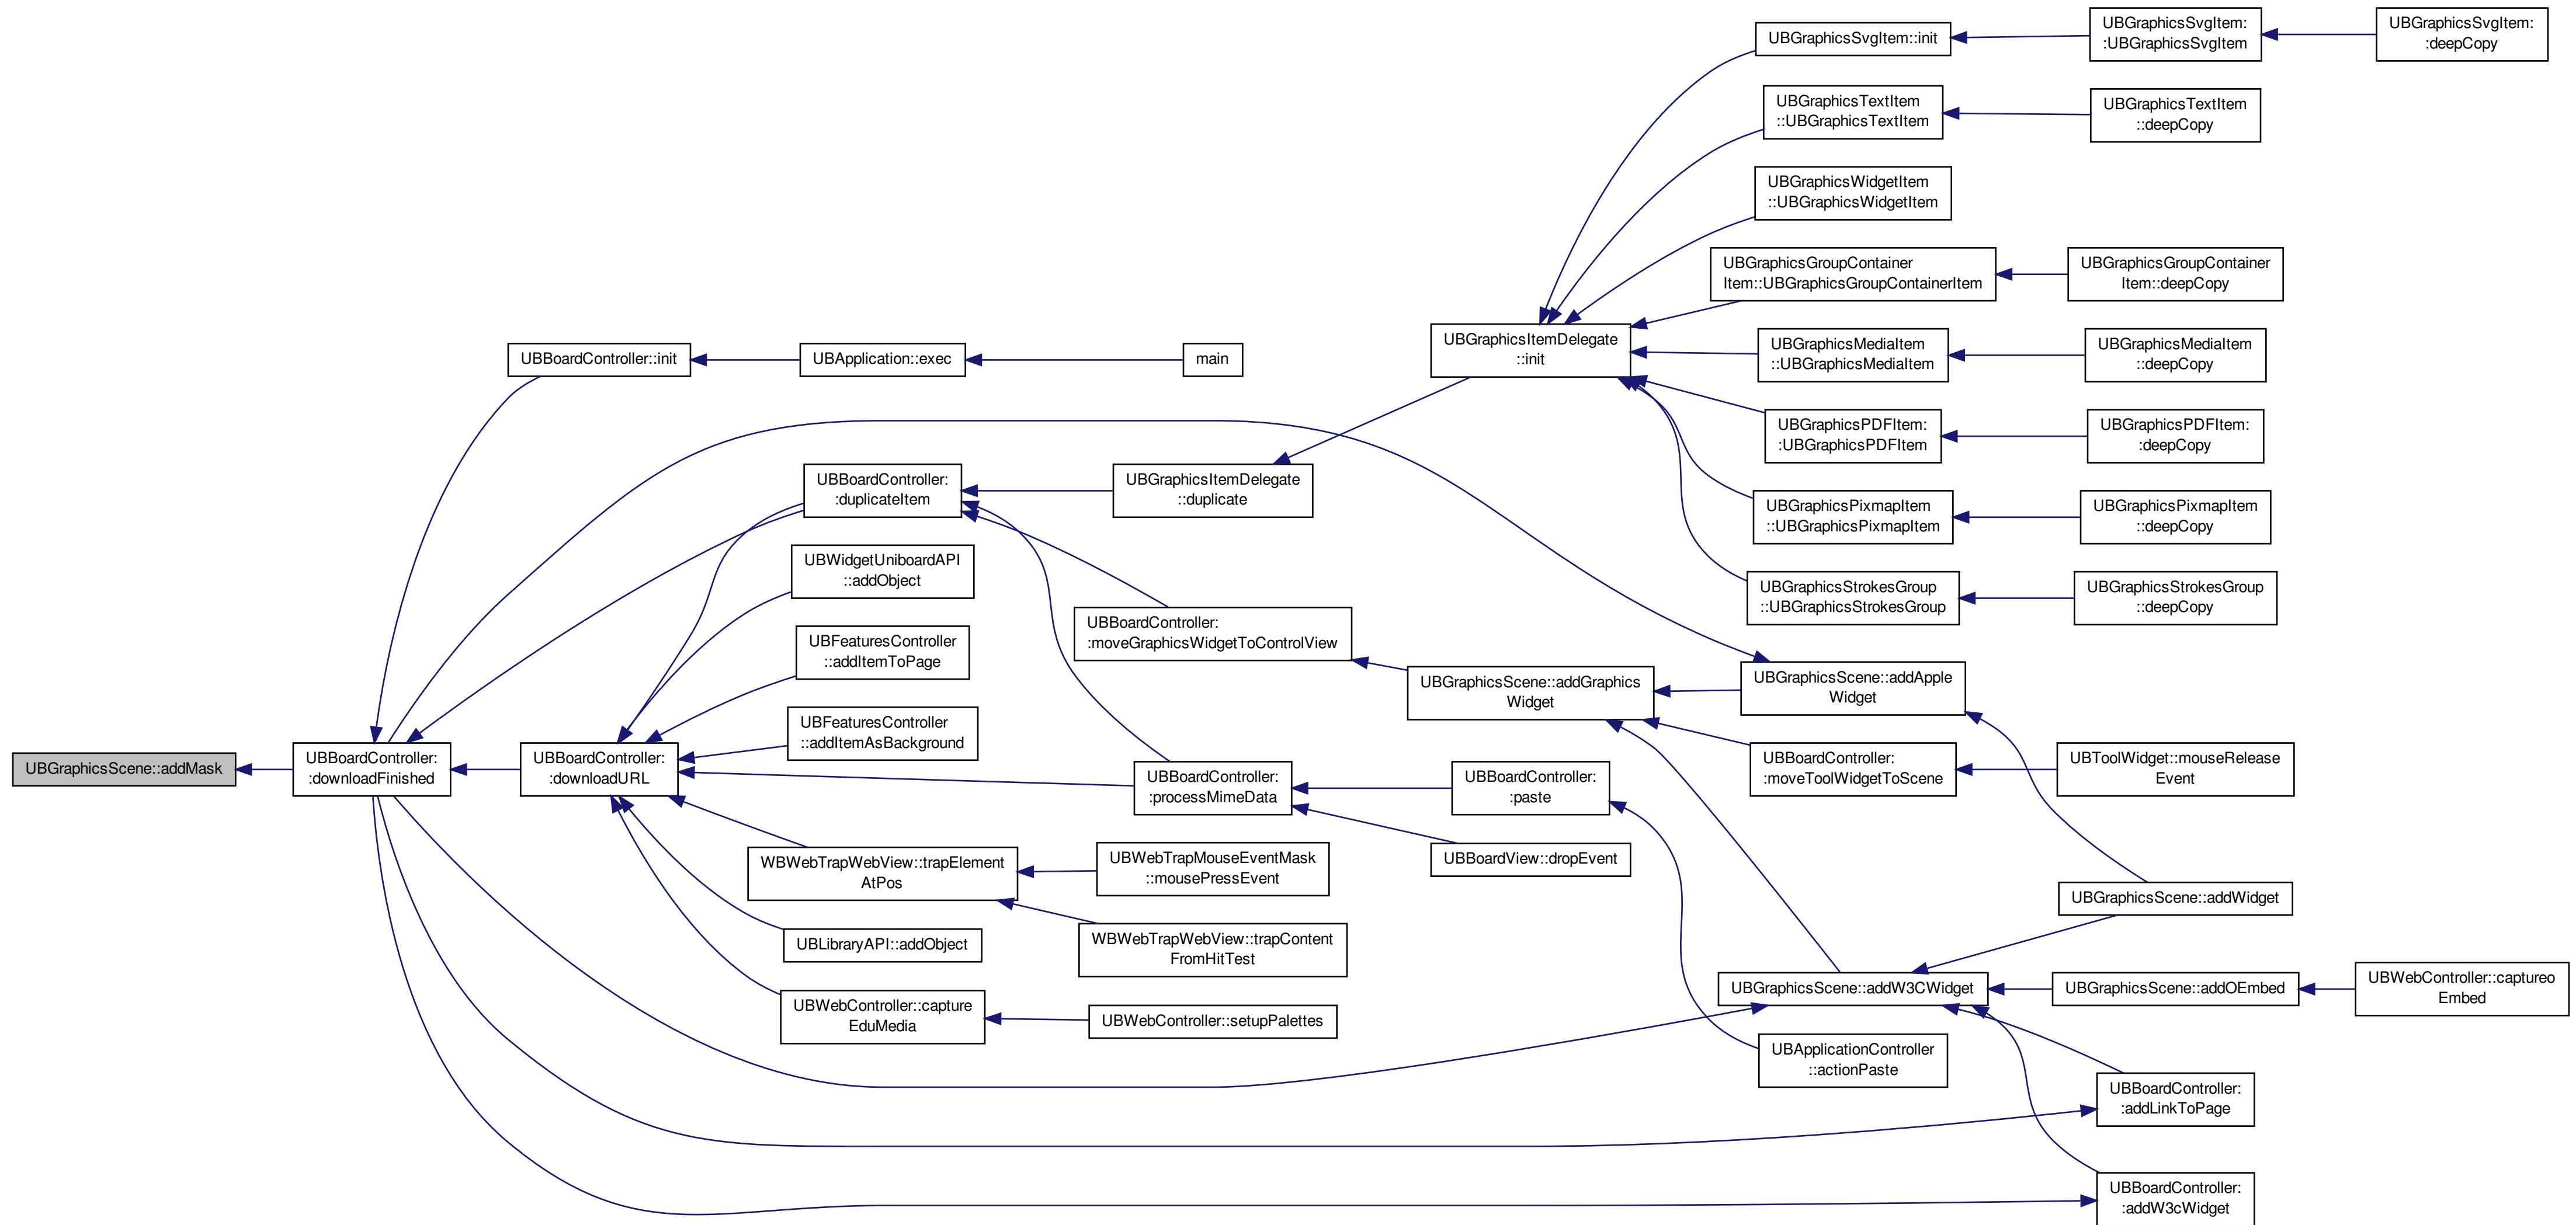 UBGraphicsScene::addMask
UBBoardController:
:downloadFinished
UBBoardController::init
UBApplication::exec
main
UBBoardController:
:duplicateItem
UBGraphicsItemDelegate
::duplicate
UBGraphicsItemDelegate
::init
UBGraphicsSvgItem::init
UBGraphicsSvgItem:
:UBGraphicsSvgItem
UBGraphicsSvgItem:
:deepCopy
UBGraphicsTextItem
::UBGraphicsTextItem
UBGraphicsTextItem
::deepCopy
UBGraphicsWidgetItem
::UBGraphicsWidgetItem
UBGraphicsGroupContainer
Item::UBGraphicsGroupContainerItem
UBGraphicsGroupContainer
Item::deepCopy
UBGraphicsMediaItem
::UBGraphicsMediaItem
UBGraphicsMediaItem
::deepCopy
UBGraphicsPDFItem:
:UBGraphicsPDFItem
UBGraphicsPDFItem:
:deepCopy
UBGraphicsPixmapItem
::UBGraphicsPixmapItem
UBGraphicsPixmapItem
::deepCopy
UBGraphicsStrokesGroup
::UBGraphicsStrokesGroup
UBGraphicsStrokesGroup
::deepCopy
UBBoardController:
:moveGraphicsWidgetToControlView
UBGraphicsScene::addGraphics
Widget
UBGraphicsScene::addApple
Widget
UBBoardController:
:moveToolWidgetToScene
UBToolWidget::mouseRelease
Event
UBGraphicsScene::addWidget
UBGraphicsScene::addW3CWidget
UBGraphicsScene::addOEmbed
UBWebController::captureo
Embed
UBBoardController:
:addLinkToPage
UBBoardController:
:addW3cWidget
UBBoardController:
:downloadURL
UBWidgetUniboardAPI
::addObject
UBFeaturesController
::addItemToPage
UBFeaturesController
::addItemAsBackground
UBBoardController:
:processMimeData
UBBoardController:
:paste
UBBoardView::dropEvent
UBApplicationController
::actionPaste
WBWebTrapWebView::trapElement
AtPos
UBWebTrapMouseEventMask
::mousePressEvent
WBWebTrapWebView::trapContent
FromHitTest
UBLibraryAPI::addObject
UBWebController::capture
EduMedia
UBWebController::setupPalettes